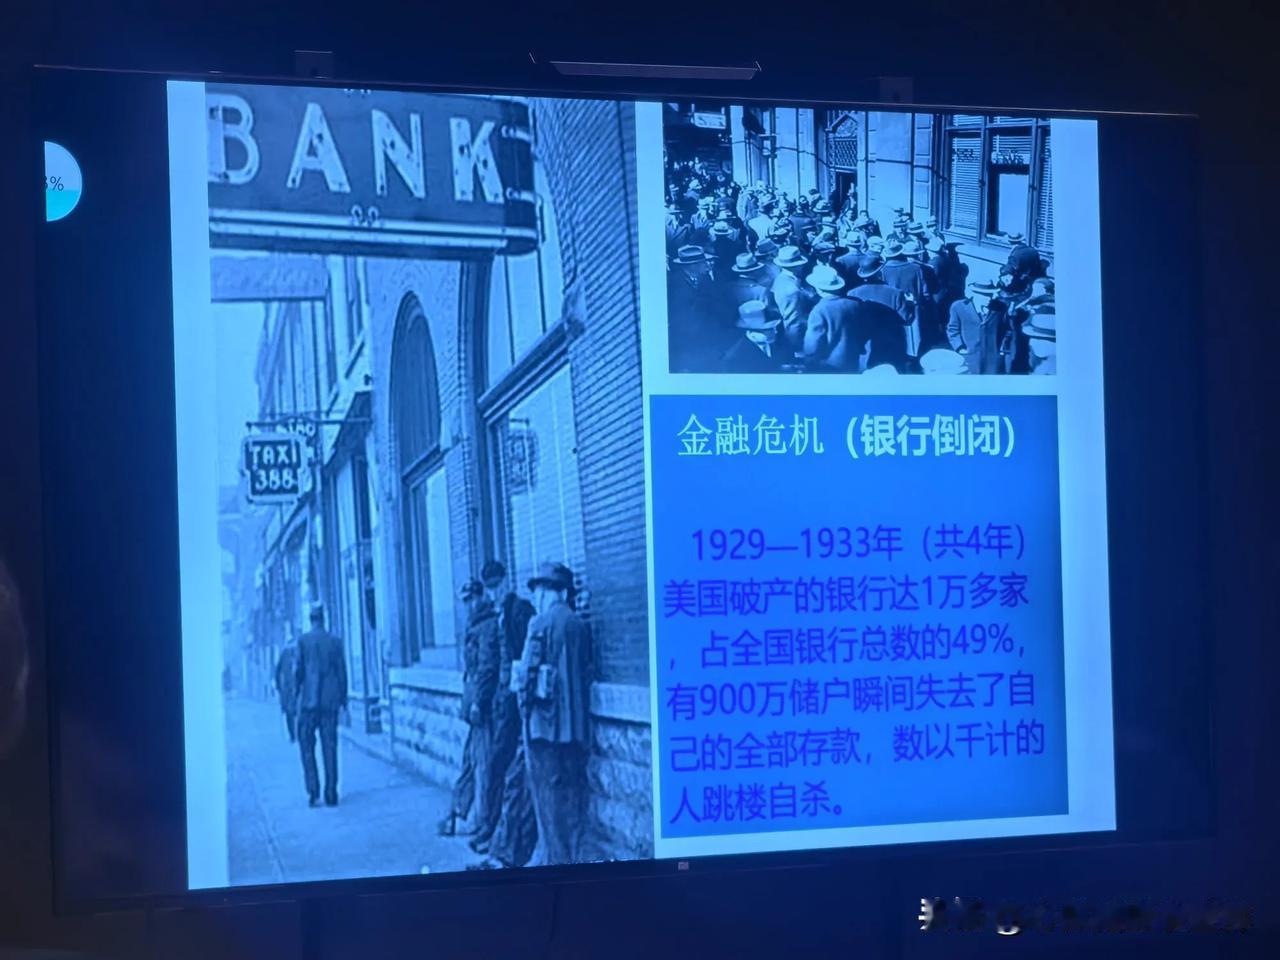 BANK
TAXI
388
金融危机（银行倒闭）
1929—1933年（共4年）
美国破产的银行达1万多家
，占全国银行总数的49%，
有900万储户瞬间失去了自
己的全部存款，数以千计的
人跳楼自杀。